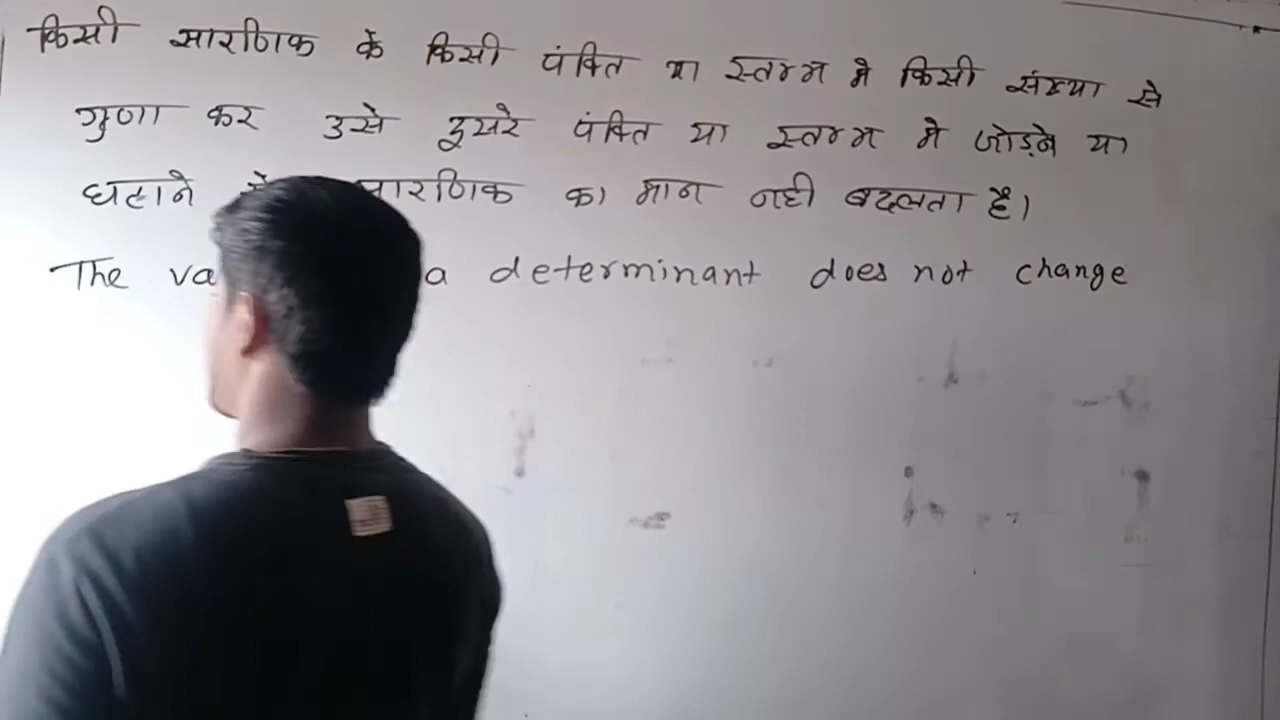 किसी सारणिक के किसी पंक्ति या स्तम्भ मे किसी संख्या से
गुणा कर उसे दुसरे पंक्ति या स्तम्भ मे जोड़ने या
घटाने सारणिक का मान नही बदलता है।
The va a determinant does not change